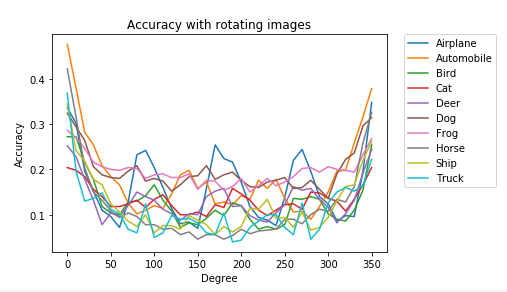 Accuracy with rotating images
Accuracy
0.4
0.3
0.2
0.1
0
50
100
150
200
250
300
350
Degree
Airplane
Automobile
Bird
Cat
Deer
Dog
Frog
Horse
Ship
Truck